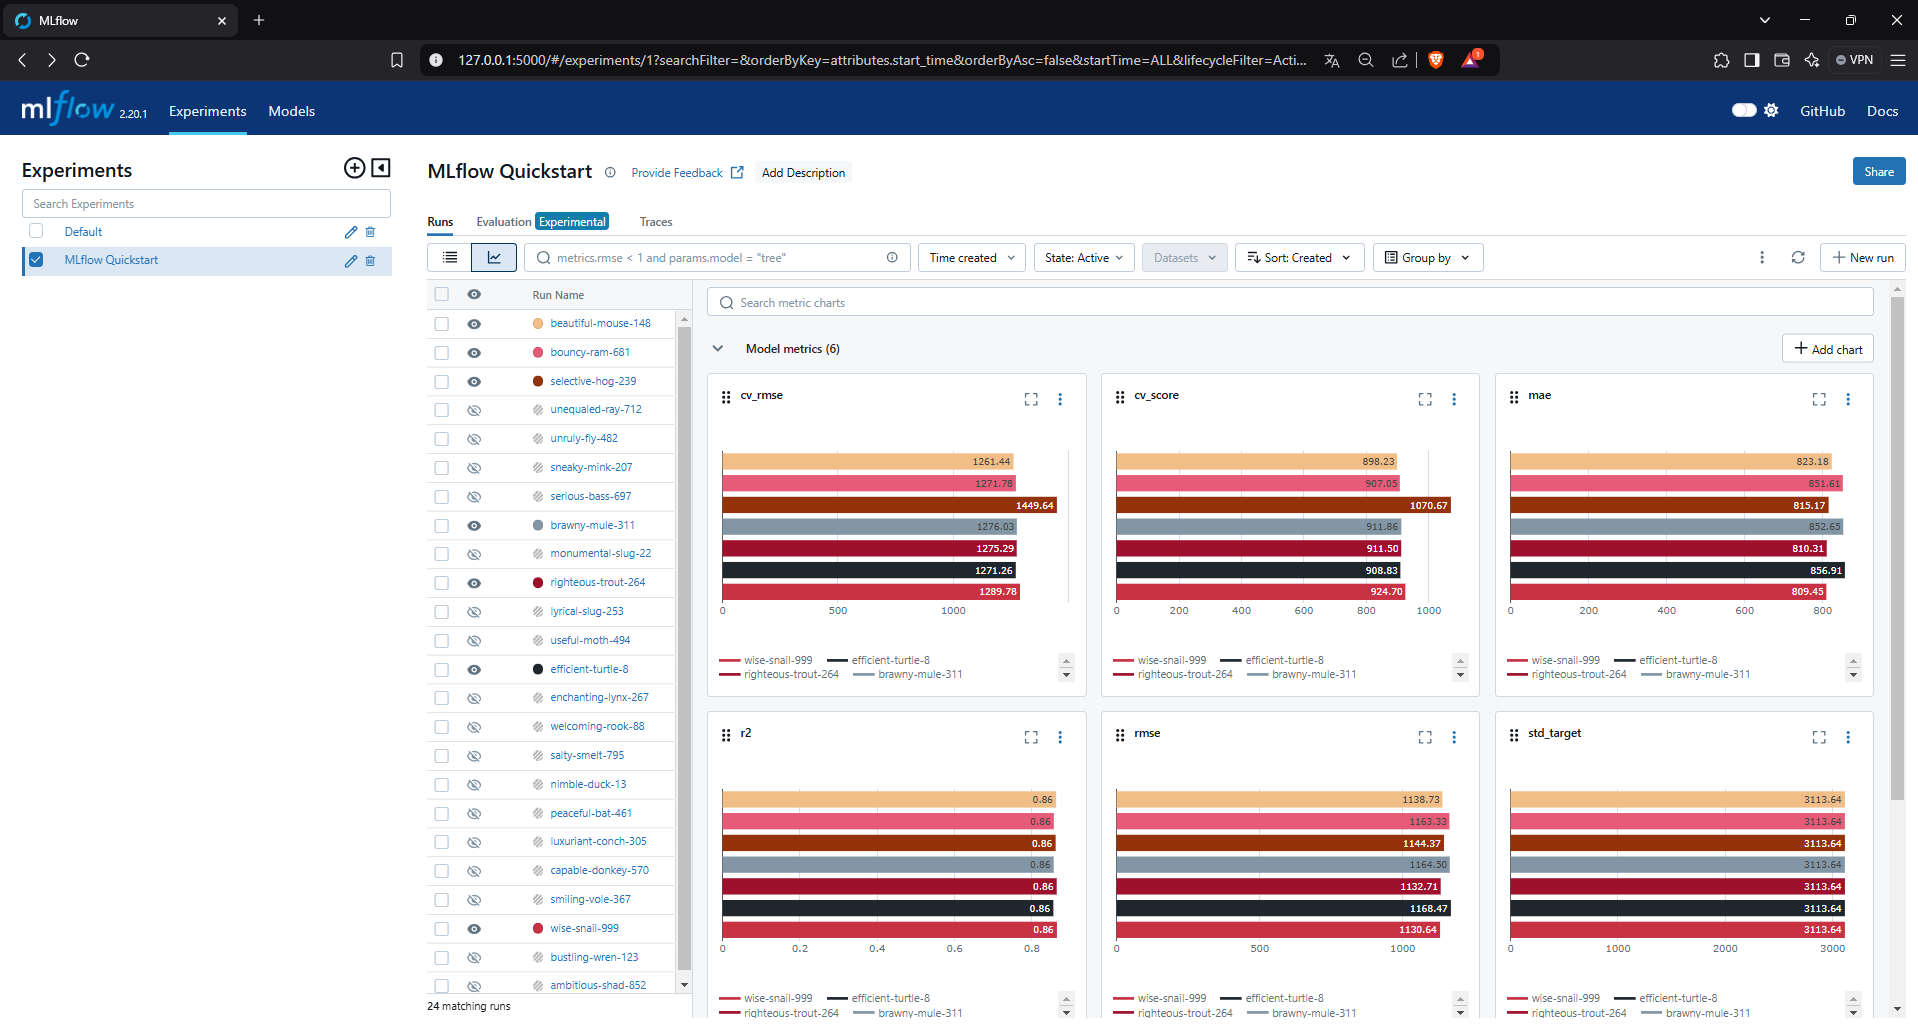 MLflow
127.0.0.1:5000/#/experiments/1?searchFilter=&orderByKey=attributes.start_time&orderByAsc=false&startTime=ALL&lifecycleFilter=Acti...
1
VPN
mlflow 2.20.1
Experiments
Models
GitHub
Docs
Experiments
Search Experiments
Default
MLflow Quickstart
MLflow Quickstart
Provide Feedback
Add Description
Share
Runs
Evaluation Experimental
Traces
metrics.rmse < 1 and params.model = "tree"
Time created
State: Active
Datasets
Sort: Created
Group by
New run
Run Name
beautiful-mouse-148
bouncy-ram-681
selective-hog-239
unequaled-ray-712
unruly-fly-482
sneaky-mink-207
serious-bass-697
brawny-mule-311
monumental-slug-22
righteous-trout-264
lyrical-slug-253
useful-moth-494
efficient-turtle-8
enchanting-lynx-267
welcoming-rook-88
salty-smelt-795
nimble-duck-13
peaceful-bat-461
luxuriant-conch-305
capable-donkey-570
smiling-vole-367
wise-snail-999
bustling-wren-123
ambitious-shad-852
24 matching runs
Search metric charts
Model metrics (6)
Add chart
cv_rmse
1261.44
1271.78
1449.64
1276.03
1275.29
1271.26
1289.78
0 500 1000
wise-snail-999 efficient-turtle-8
righteous-trout-264 brawny-mule-311
cv_score
898.23
907.05
1070.67
911.86
911.50
908.83
924.70
0 200 400 600 800 1000
wise-snail-999 efficient-turtle-8
righteous-trout-264 brawny-mule-311
mae
823.18
851.61
815.17
852.65
810.31
856.91
809.45
0 200 400 600 800
wise-snail-999 efficient-turtle-8
righteous-trout-264 brawny-mule-311
r2
0.86
0.86
0.86
0.86
0.86
0.86
0.86
0 0.2 0.4 0.6 0.8
wise-snail-999 efficient-turtle-8
righteous-trout-264 brawny-mule-311
rmse
1138.73
1163.33
1144.37
1164.50
1132.71
1168.47
1130.64
0 500 1000
wise-snail-999 efficient-turtle-8
righteous-trout-264 brawny-mule-311
std_target
3113.64
3113.64
3113.64
3113.64
3113.64
3113.64
3113.64
0 1000 2000 3000
wise-snail-999 efficient-turtle-8
righteous-trout-264 brawny-mule-311